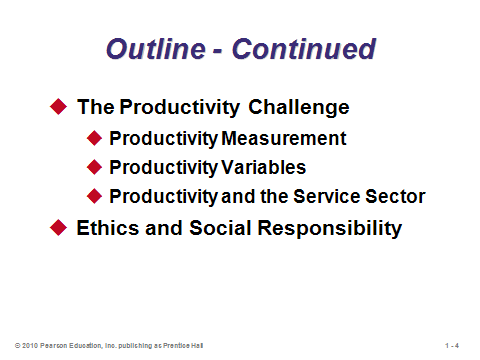 Outline - Continued
The Productivity Challenge
Productivity Measurement
Productivity Variables
Productivity and the Service Sector
Ethics and Social Responsibility
© 2010 Pearson Education, Inc. publishing as Prentice Hall
1 - 4